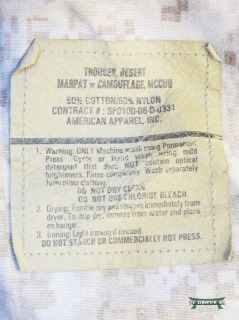 TROUSER, DESERT
MARPAT W CAMOUFLAGE, MCCUU
50% COTTON/50% NYLON
CONTRACT #: SPO100-06-D-0331
AMERICAN APPAREL, INC.
1. Washing: ONLY Machine wash using Permanent
Press Cycle or Hand wash using mild
detergent that does NOT contain optical
brighteners. Rinse completely. Wash separately
from other clothing.
DO NOT DRY CLEAN.
DO NOT USE CHLORINE BLEACH.
2. Drying: Tumble dry and remove immediately from
dryer. To drip dry, remove from water and place
on hanger.
3. Ironing: Light ironing if needed.
DO NOT STARCH OR COMMERCIALLY HOT PRESS.